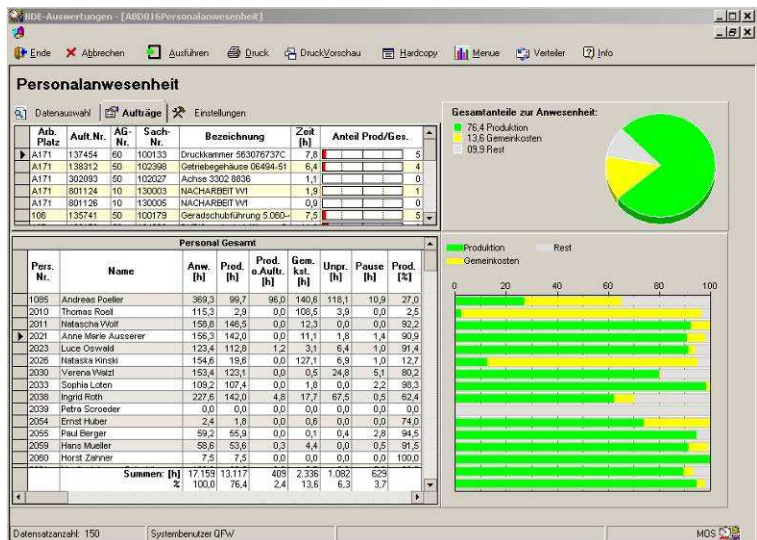 BDE-Auswertungen - [ABD016Personalanwesenheit]
Ende Abbrechen Ausführen Druck DruckVorschau Hardcopy Menue Verteiler Info
Personalanwesenheit
Datenauswahl Aufträge Einstellungen
Arb. Platz Auft.Nr. AG-Nr. Sach-Nr. Bezeichnung Zeit [h] Anteil Prod/Ges.
A171 137454 60 100133 Druckkammer 563076737C 7,8 5
A171 138312 50 102398 Getriebegehäuse 06494-51 6,4 4
A171 302093 50 102027 Achse 3302 8836 1,1 0
A171 801124 10 130003 NACHARBEIT W1 1,9 1
A171 801126 10 130005 NACHARBEIT W1 0,9 0
106 135741 50 100179 Geradschubführung 5.060- 7,5 5
Gesamtanteile zur Anwesenheit:
76,4 Produktion
13,6 Gemeinkosten
09,9 Rest
Personal Gesamt
Pers. Nr. Name Anw. [h] Prod. [h] Prod. o.Auftr. [h] Gem. kst. [h] Unpr. [h] Pause [h] Prod. [%]
1085 Andreas Poeller 369,3 99,7 96,0 140,6 118,1 10,9 27,0
2010 Thomas Roell 115,3 2,9 0,0 108,5 3,9 0,0 2,5
2011 Natascha Wolf 158,8 146,5 0,0 12,3 0,0 0,0 92,2
2021 Anne Marie Ausserer 156,3 142,0 0,0 11,1 1,8 1,4 90,9
2023 Luce Oswald 123,4 112,8 1,2 3,1 6,4 1,0 91,4
2026 Nataska Kinski 154,6 19,6 0,0 127,1 6,9 1,0 12,7
2030 Verena Walzl 153,4 123,1 0,0 0,5 24,8 5,1 80,2
2033 Sophia Loten 109,2 107,4 0,0 1,8 0,0 2,2 98,3
2038 Ingrid Roth 227,6 142,0 4,8 17,7 67,5 0,5 62,4
2039 Petra Scroeder 0,0 0,0 0,0 0,0 0,0 0,0 0,0
2054 Ernst Huber 2,4 1,8 0,0 0,6 0,0 0,0 74,0
2055 Paul Berger 59,2 55,9 0,0 0,1 0,4 2,8 94,5
2059 Hans Mueller 58,6 53,6 0,3 4,4 0,0 0,5 91,5
2060 Horst Zahner 7,5 7,5 0,0 0,0 0,0 0,0 100,0
Summen: [h] 17.159 13.117 409 2.336 1.082 629
% 100,0 76,4 2,4 13,6 6,3 3,7
Produktion Rest
Gemeinkosten
0 20 40 60 80 100
Datensatzanzahl: 150 Systembenutzer QFW MOS